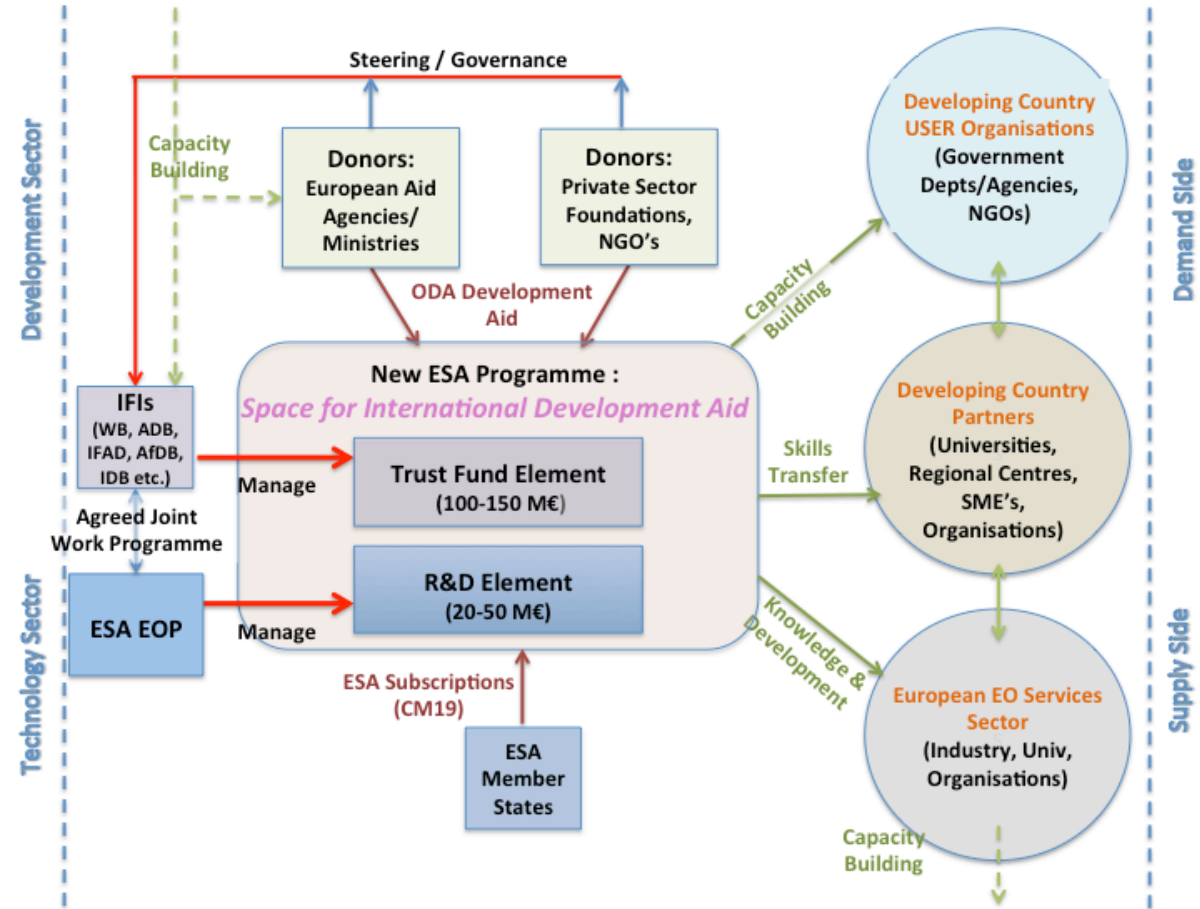 Steering / Governance
Development Sector
Capacity
Building
Donors:
European Aid
Agencies/
Ministries
Donors:
Private Sector
Foundations,
NGO's
ODA Development
Aid
Developing Country
USER Organisations
(Government
Depts/Agencies,
NGOs)
Demand Side
Capacity
Building
New ESA Programme :
Space for International Development Aid
IFIs
(WB, ADB,
IFAD, AfDB,
IDB etc.)
Manage
Trust Fund Element
(100-150 M€)
Skills
Transfer
Developing Country
Partners
(Universities,
Regional Centres,
SME's,
Organisations)
Agreed Joint
Work Programme
Technology Sector
ESA EOP
Manage
R&D Element
(20-50 M€)
Knowledge &
Development
ESA Subscriptions
(CM19)
ESA
Member
States
European EO Services
Sector
(Industry, Univ,
Organisations)
Supply Side
Capacity
Building